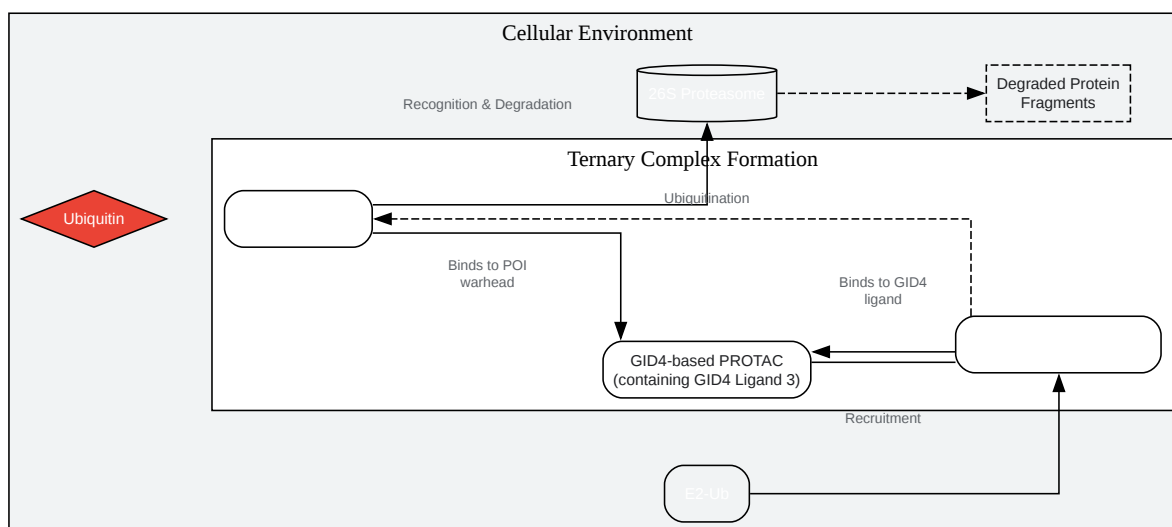 Cellular Environment
26S Proteasome
Degraded Protein
Fragments
Recognition & Degradation
Ternary Complex Formation
Ubiquitin
Ubiquitination
Binds to POI
warhead
Binds to GID4
ligand
GID4-based PROTAC
(containing GID4 Ligand 3)
Recruitment
E2-Ub